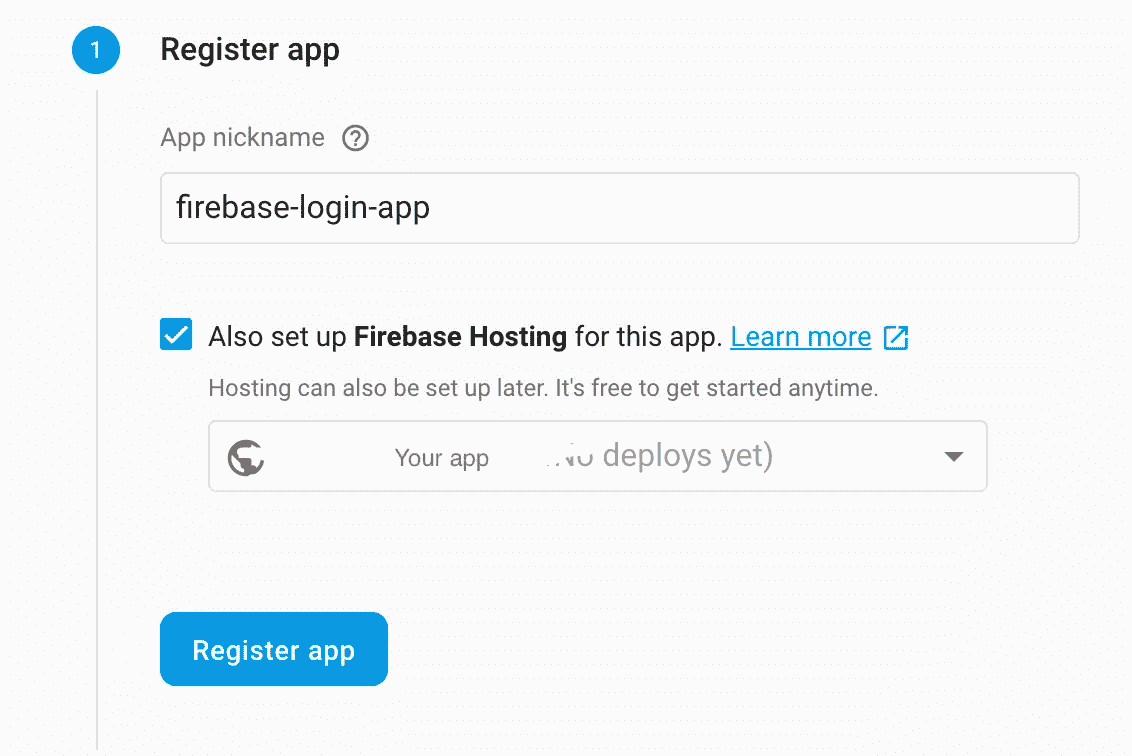 1
Register app
App nickname
firebase-login-app
Also set up Firebase Hosting for this app. Learn more
Hosting can also be set up later. It's free to get started anytime.
Your app deploys yet)
Register app